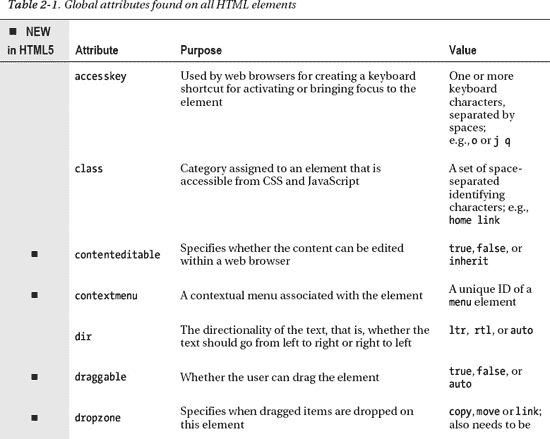 Table 2-1. Global attributes found on all HTML elements
■ NEW
in HTML5 Attribute Purpose Value
accesskey Used by web browsers for creating a keyboard One or more
shortcut for activating or bringing focus to the keyboard
element characters,
separated by
spaces;
e.g., o or j q
class Category assigned to an element that is A set of space-
accessible from CSS and JavaScript separated
identifying
characters; e.g.,
home link
■ contenteditable Specifies whether the content can be edited true, false, or
within a web browser inherit
■ contextmenu A contextual menu associated with the element A unique ID of a
menu element
dir The directionality of the text, that is, whether the ltr, rtl, or auto
text should go from left to right or right to left
■ draggable Whether the user can drag the element true, false, or
auto
■ dropzone Specifies when dragged items are dropped on copy, move or link;
this element also needs to be